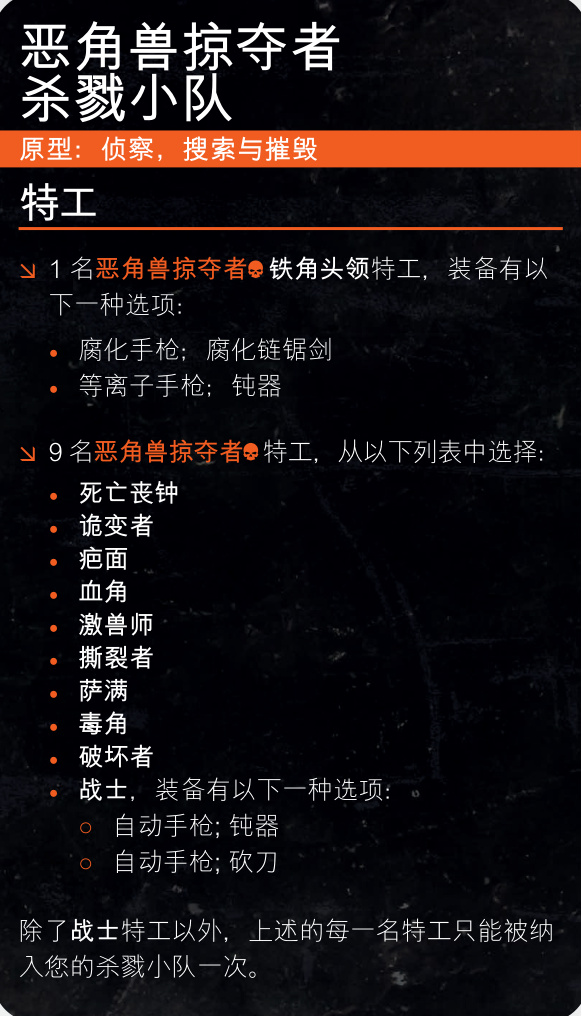 恶角兽掠夺者
杀戮小队
原型：侦察，搜索与摧毁
特工
1 名恶角兽掠夺者铁角头领特工，装备有以
下一种选项：
• 腐化手枪；腐化链锯剑
• 等离子手枪；钝器
9 名恶角兽掠夺者特工，从以下列表中选择：
• 死亡丧钟
• 诡变者
• 疤面
• 血角
• 激兽师
• 撕裂者
• 萨满
• 毒角
• 破坏者
• 战士，装备有以下一种选项：
○ 自动手枪; 钝器
○ 自动手枪; 砍刀
除了战士特工以外，上述的每一名特工只能被纳
入您的杀戮小队一次。